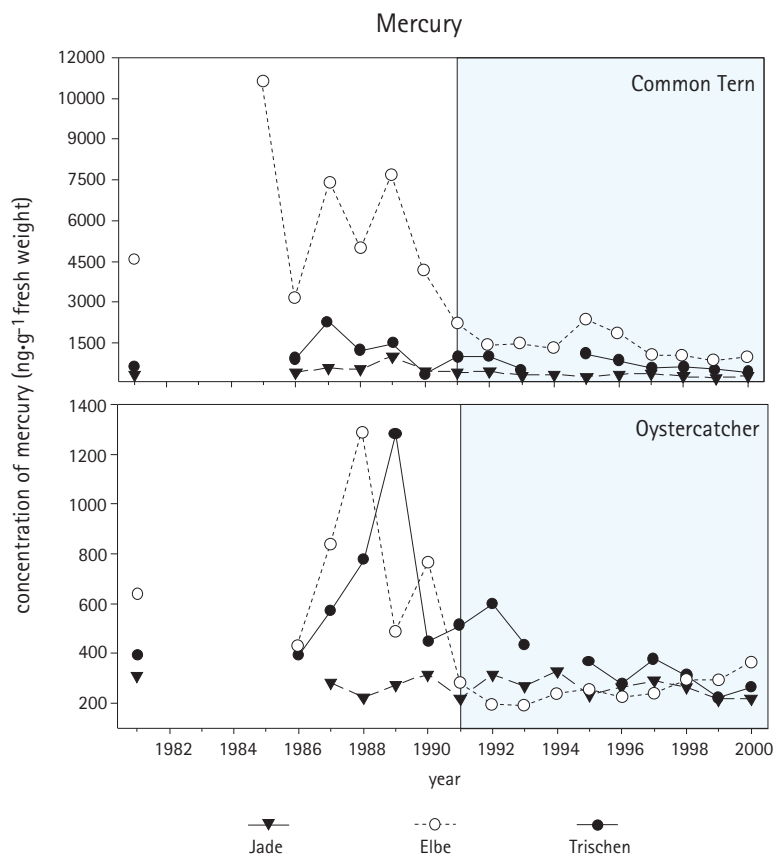 Mercury
concentration of mercury (ng·g⁻¹ fresh weight)
12000
11000
9000
7500
6000
4500
3000
1500
Common Tern
1400
1200
1000
800
600
400
200
Oystercatcher
1982 1984 1986 1988 1990 1992 1994 1996 1998 2000
year
Jade Elbe Trischen